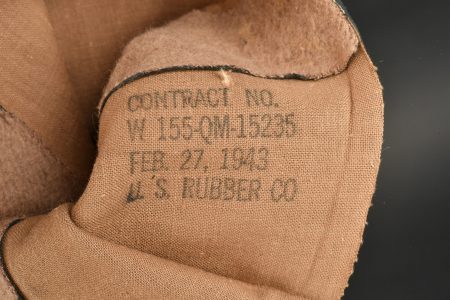 CONTRACT NO.
W 155-QM-15235
FEB. 27, 1943
U.S. RUBBER CO